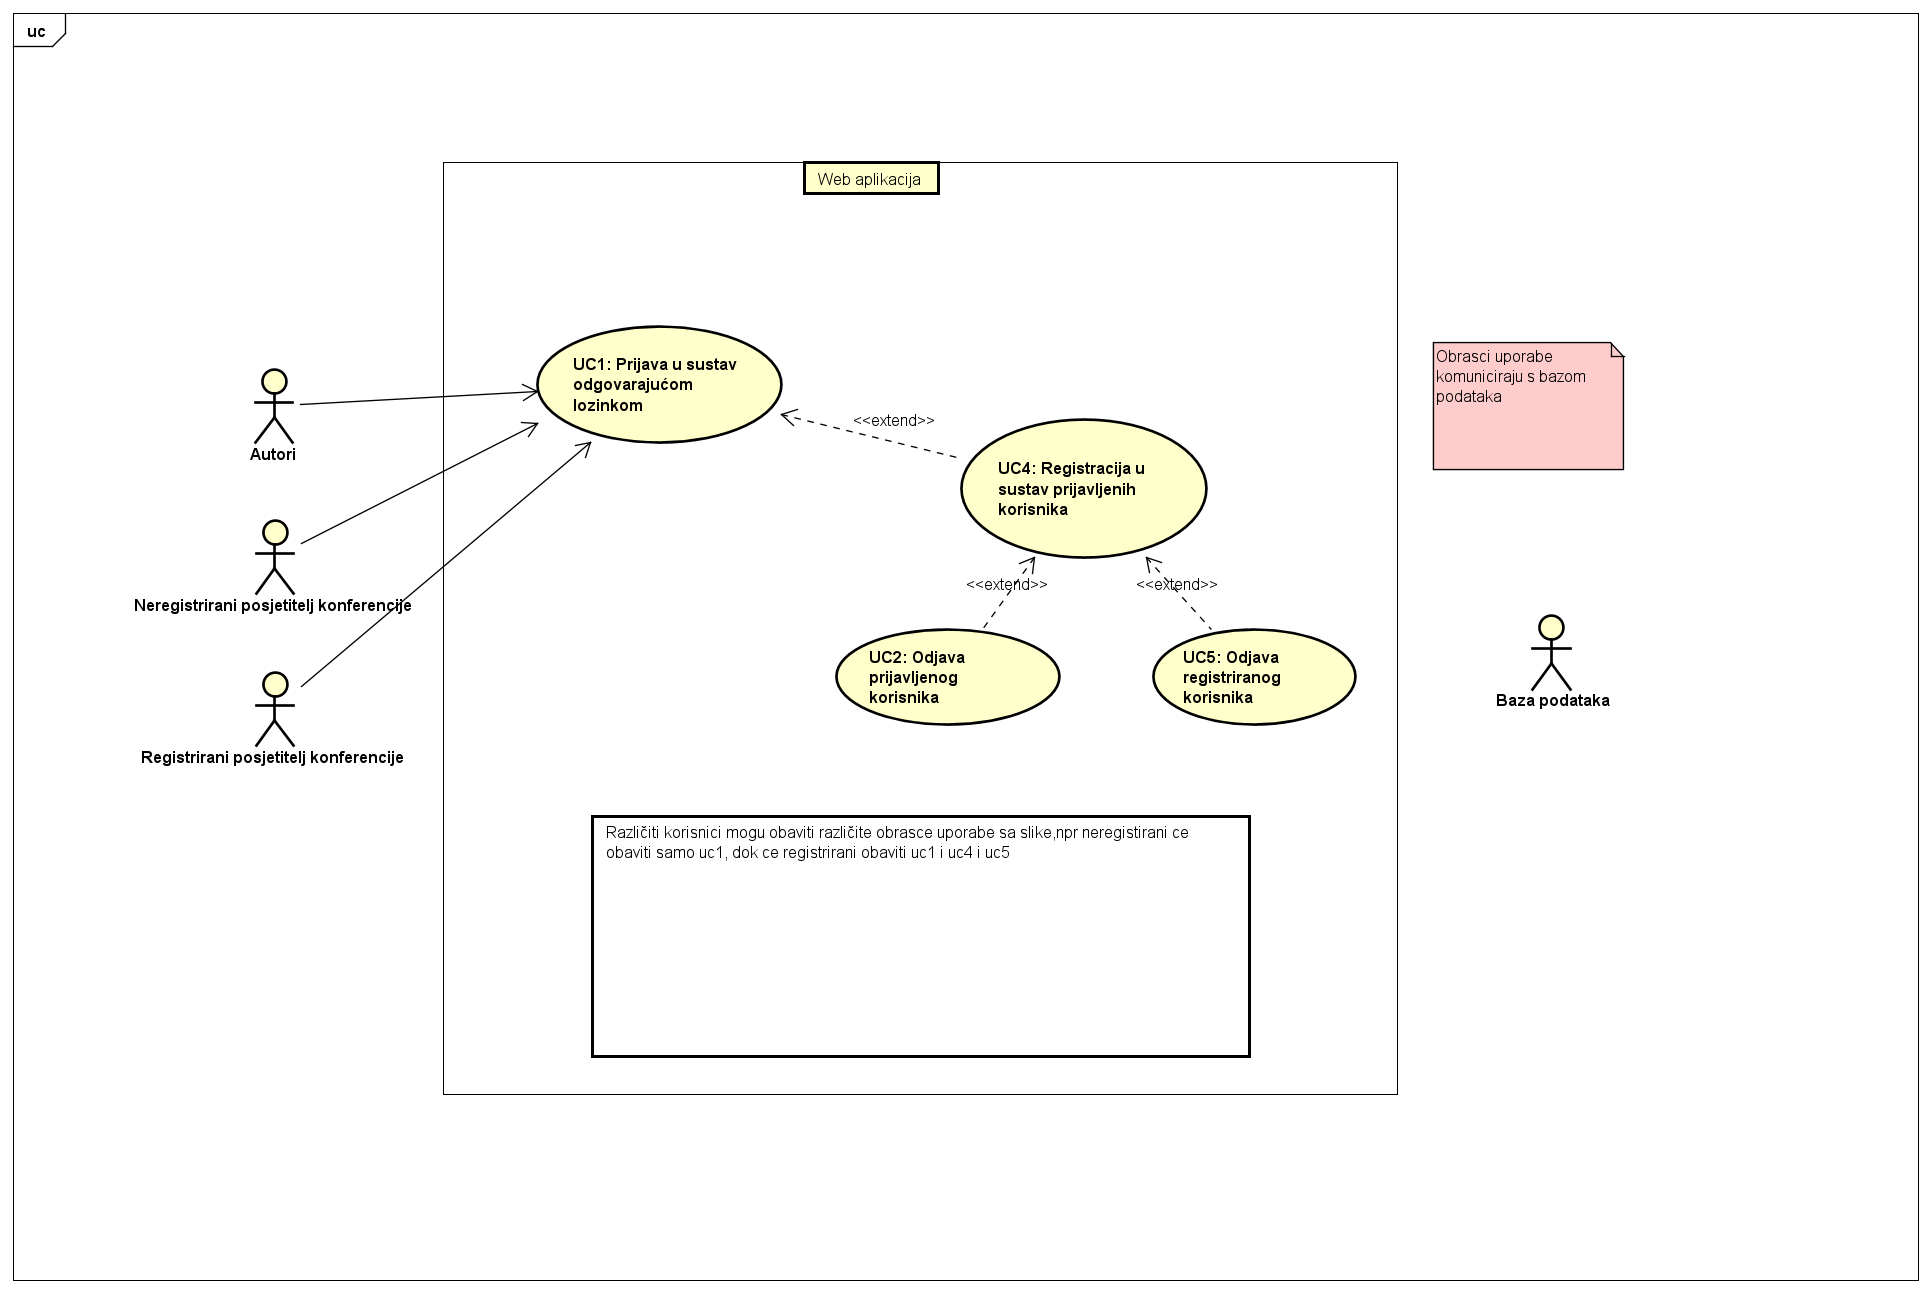 uc
Web aplikacija
UC1: Prijava u sustav
odgovarajućom
lozinkom
Obrasci uporabe
komuniciraju s bazom
podataka
<<extend>>
Autori
UC4: Registracija u
sustav prijavljenih
korisnika
<<extend>>
<<extend>>
Neregistrirani posjetitelj konferencije
UC2: Odjava
prijavljenog
korisnika
UC5: Odjava
registriranog
korisnika
Baza podataka
Registrirani posjetitelj konferencije
Različiti korisnici mogu obaviti različite obrasce uporabe sa slike,npr neregistirani ce
obaviti samo uc1, dok ce registrirani obaviti uc1 i uc4 i uc5